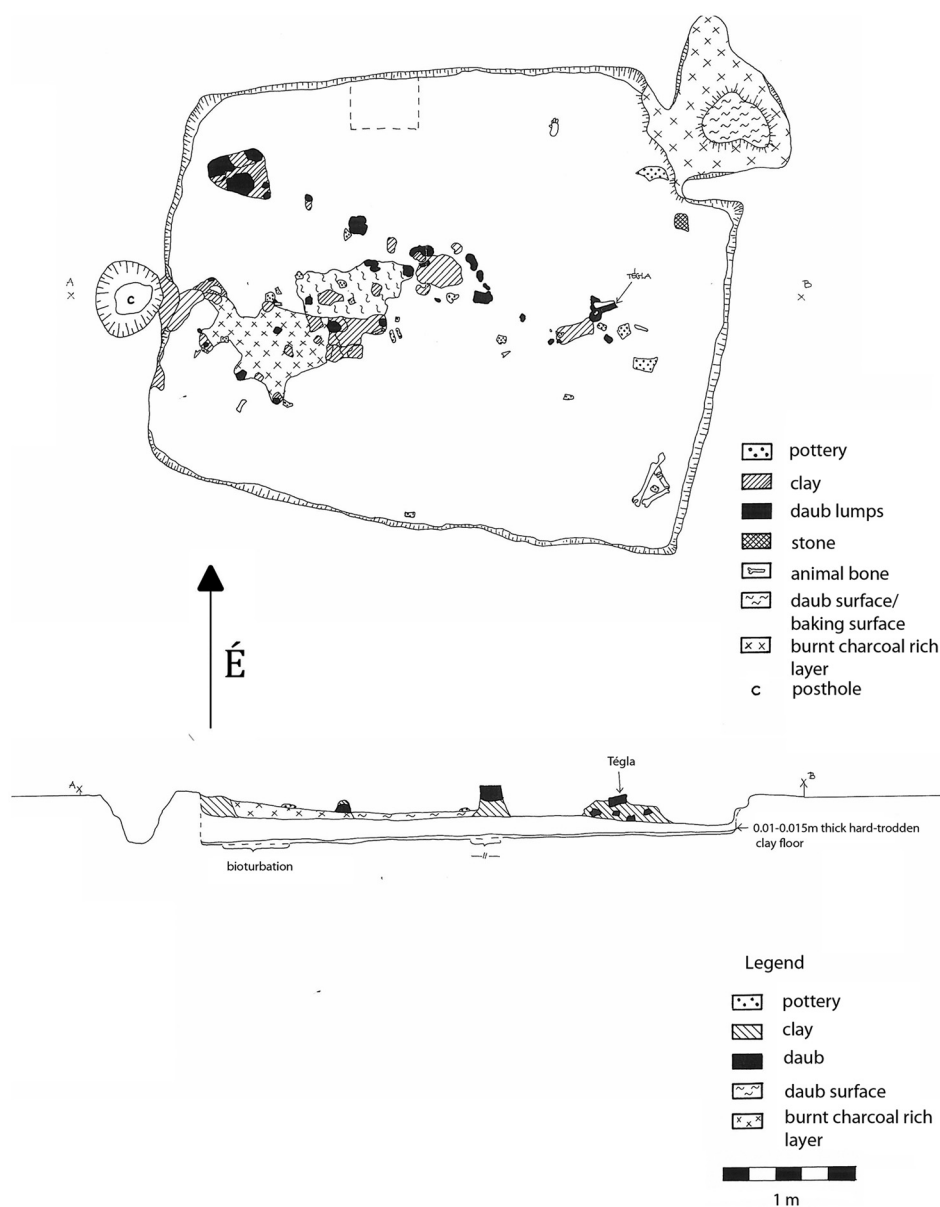 A
C
TÉGLA
B
pottery
clay
daub lumps
stone
animal bone
daub surface/
baking surface
burnt charcoal rich
layer
c posthole
É
A
Tégla
B
0.01-0.015m thick hard-trodden
clay floor
bioturbation
—//—
Legend
pottery
clay
daub
daub surface
burnt charcoal rich
layer
1 m